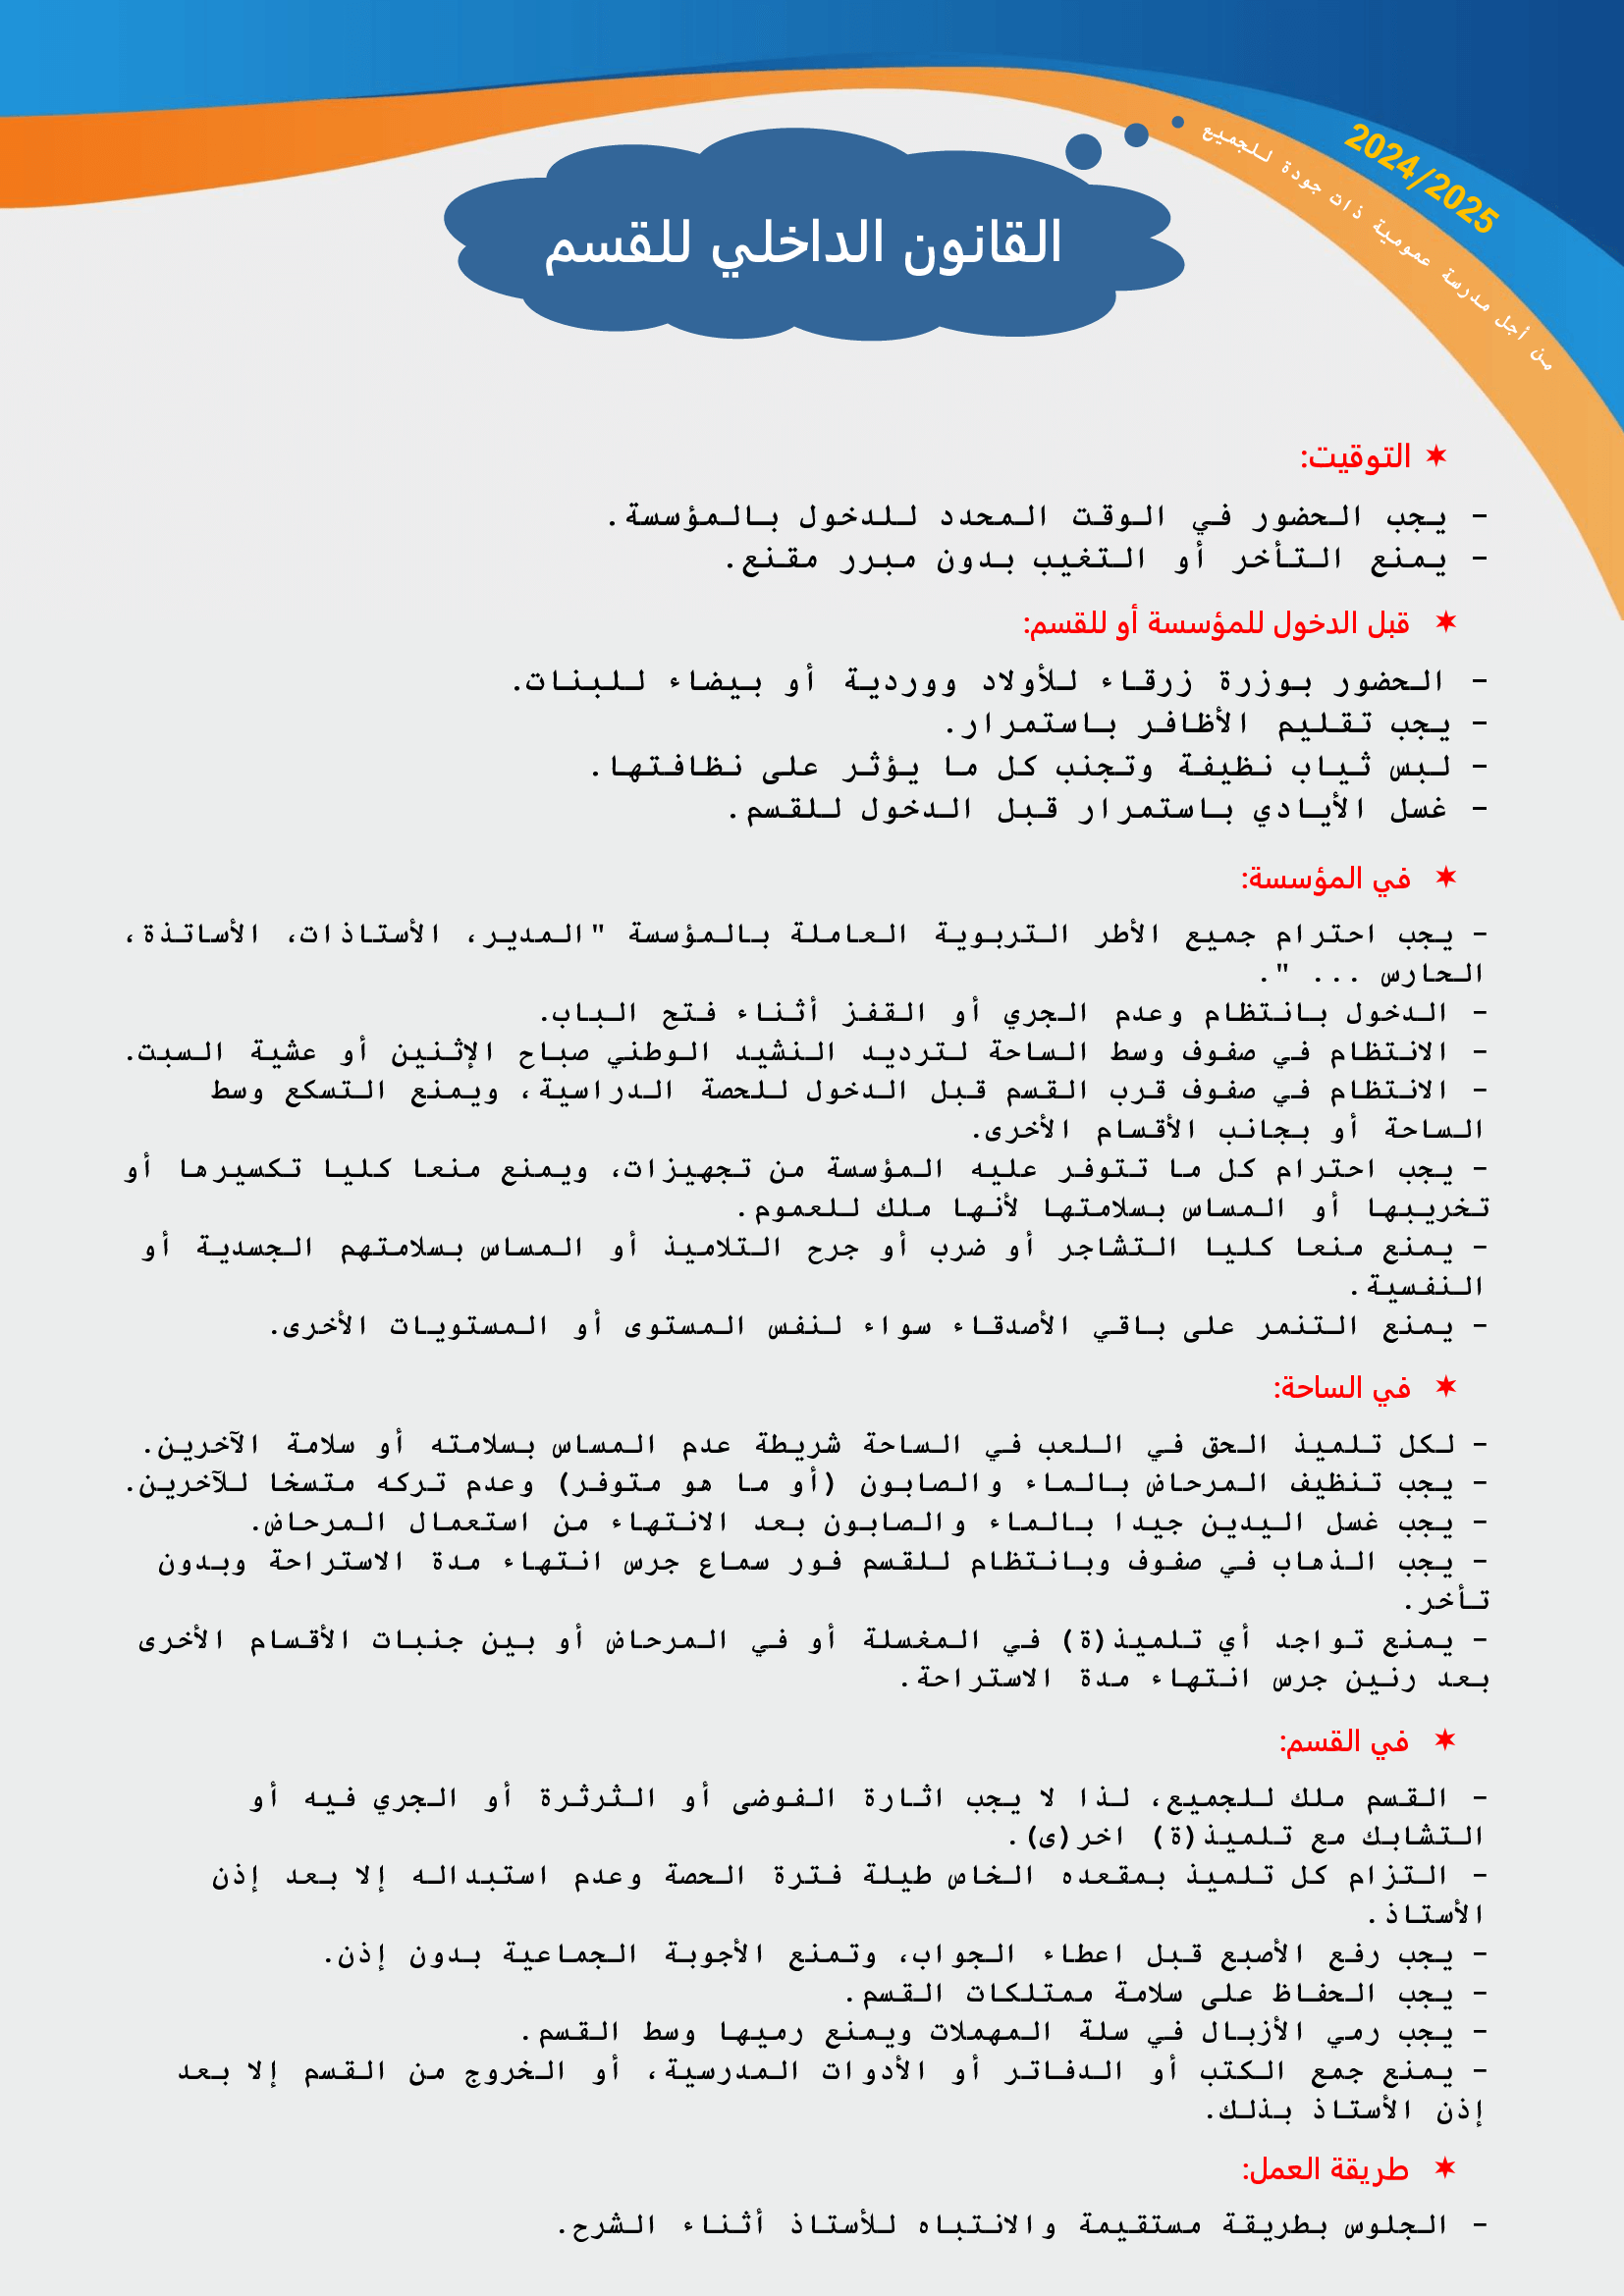 2024/2025
من أجل مدرسة عمومية ذات جودة للجميع
القانون الداخلي للقسم
✶ التوقيت:
- يجب الحضور في الوقت المحدد للدخول بالمؤسسة.
- يمنع التأخر أو التغيب بدون مبرر مقنع.
✶ قبل الدخول للمؤسسة أو للقسم:
- الحضور بوزرة زرقاء للأولاد ووردية أو بيضاء للبنات.
- يجب تقليم الأظافر باستمرار.
- لبس ثياب نظيفة وتجنب كل ما يؤثر على نظافتها.
- غسل الأيادي باستمرار قبل الدخول للقسم.
✶ في المؤسسة:
- يجب احترام جميع الأطر التربوية العاملة بالمؤسسة "المدير، الأستاذات، الأساتذة،
الحارس ... ".
- الدخول بانتظام وعدم الجري أو القفز أثناء فتح الباب.
- الانتظام في صفوف وسط الساحة لترديد النشيد الوطني صباح الإثنين أو عشية السبت.
- الانتظام في صفوف قرب القسم قبل الدخول للحصة الدراسية، ويمنع التسكع وسط
الساحة أو بجانب الأقسام الأخرى.
- يجب احترام كل ما تتوفر عليه المؤسسة من تجهيزات، ويمنع منعا كليا تكسيرها أو
تخريبها أو المساس بسلامتها لأنها ملك للعموم.
- يمنع منعا كليا التشاجر أو ضرب أو جرح التلاميذ أو المساس بسلامتهم الجسدية أو
النفسية.
- يمنع التنمر على باقي الأصدقاء سواء لنفس المستوى أو المستويات الأخرى.
✶ في الساحة:
- لكل تلميذ الحق في اللعب في الساحة شريطة عدم المساس بسلامته أو سلامة الآخرين.
- يجب تنظيف المرحاض بالماء والصابون (أو ما هو متوفر) وعدم تركه متسخا للآخرين.
- يجب غسل اليدين جيدا بالماء والصابون بعد الانتهاء من استعمال المرحاض.
- يجب الذهاب في صفوف وبانتظام للقسم فور سماع جرس انتهاء مدة الاستراحة وبدون
تأخر.
- يمنع تواجد أي تلميذ(ة) في المغسلة أو في المرحاض أو بين جنبات الأقسام الأخرى
بعد رنين جرس انتهاء مدة الاستراحة.
✶ في القسم:
- القسم ملك للجميع، لذا لا يجب اثارة الفوضى أو الثرثرة أو الجري فيه أو
التشابك مع تلميذ(ة) اخر(ى).
- التزام كل تلميذ بمقعده الخاص طيلة فترة الحصة وعدم استبداله إلا بعد إذن
الأستاذ.
- يجب رفع الأصبع قبل اعطاء الجواب، وتمنع الأجوبة الجماعية بدون إذن.
- يجب الحفاظ على سلامة ممتلكات القسم.
- يجب رمي الأزبال في سلة المهملات ويمنع رميها وسط القسم.
- يمنع جمع الكتب أو الدفاتر أو الأدوات المدرسية، أو الخروج من القسم إلا بعد
إذن الأستاذ بذلك.
✶ طريقة العمل:
- الجلوس بطريقة مستقيمة والانتباه للأستاذ أثناء الشرح.